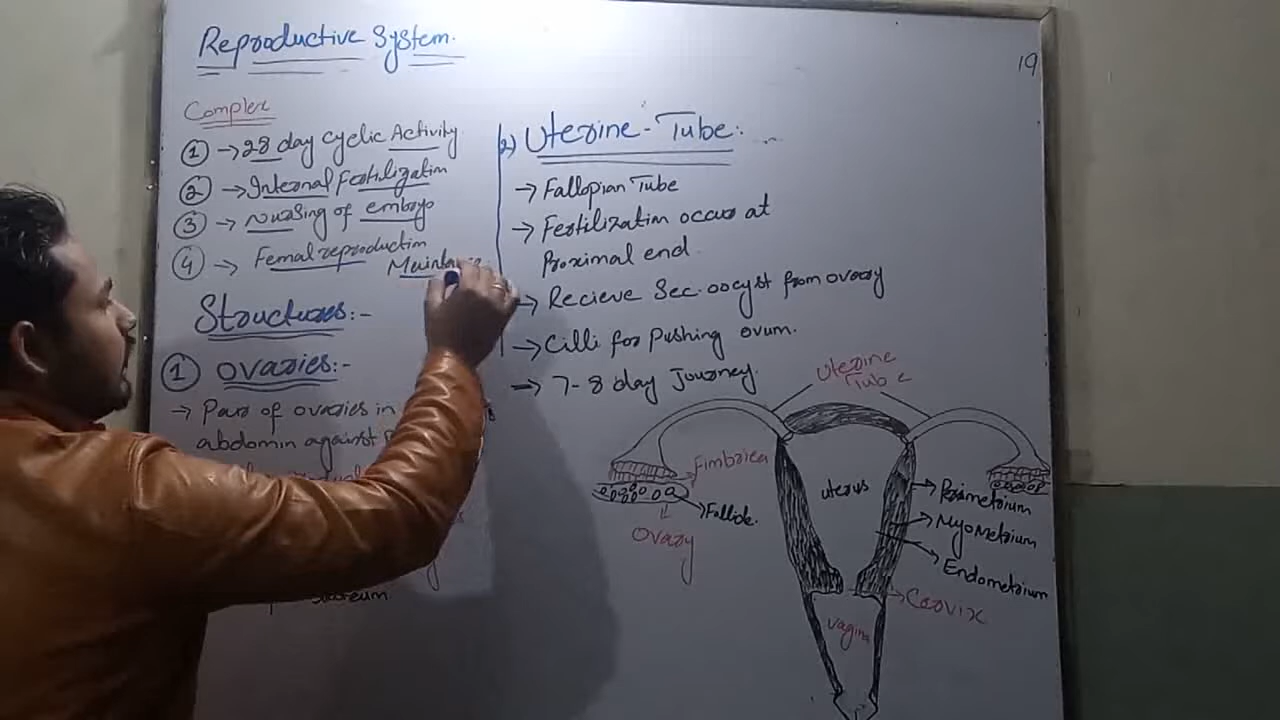 Reproductive System.
19
Complex
① → 28 day cyclic Activity
② → Internal Fertilization
③ → Nursing of embryo
④ → Femal reproduction
Structures:-
① Ovaries:-
→ Pair of ovaries in
abdomin against
2) Uterine-Tube:
→ Fallopian Tube
→ Fertilization occurs at
Proximal end.
→ Recieve Sec. oocyst from ovary
→ Cilli for Pushing ovum.
→ 7-8 day Journey.
Uterine
Tube
Fimbriea
uterus
Perimetrium
Follicle.
Myometrium
Ovary
Endometrium
Cervix
vagina